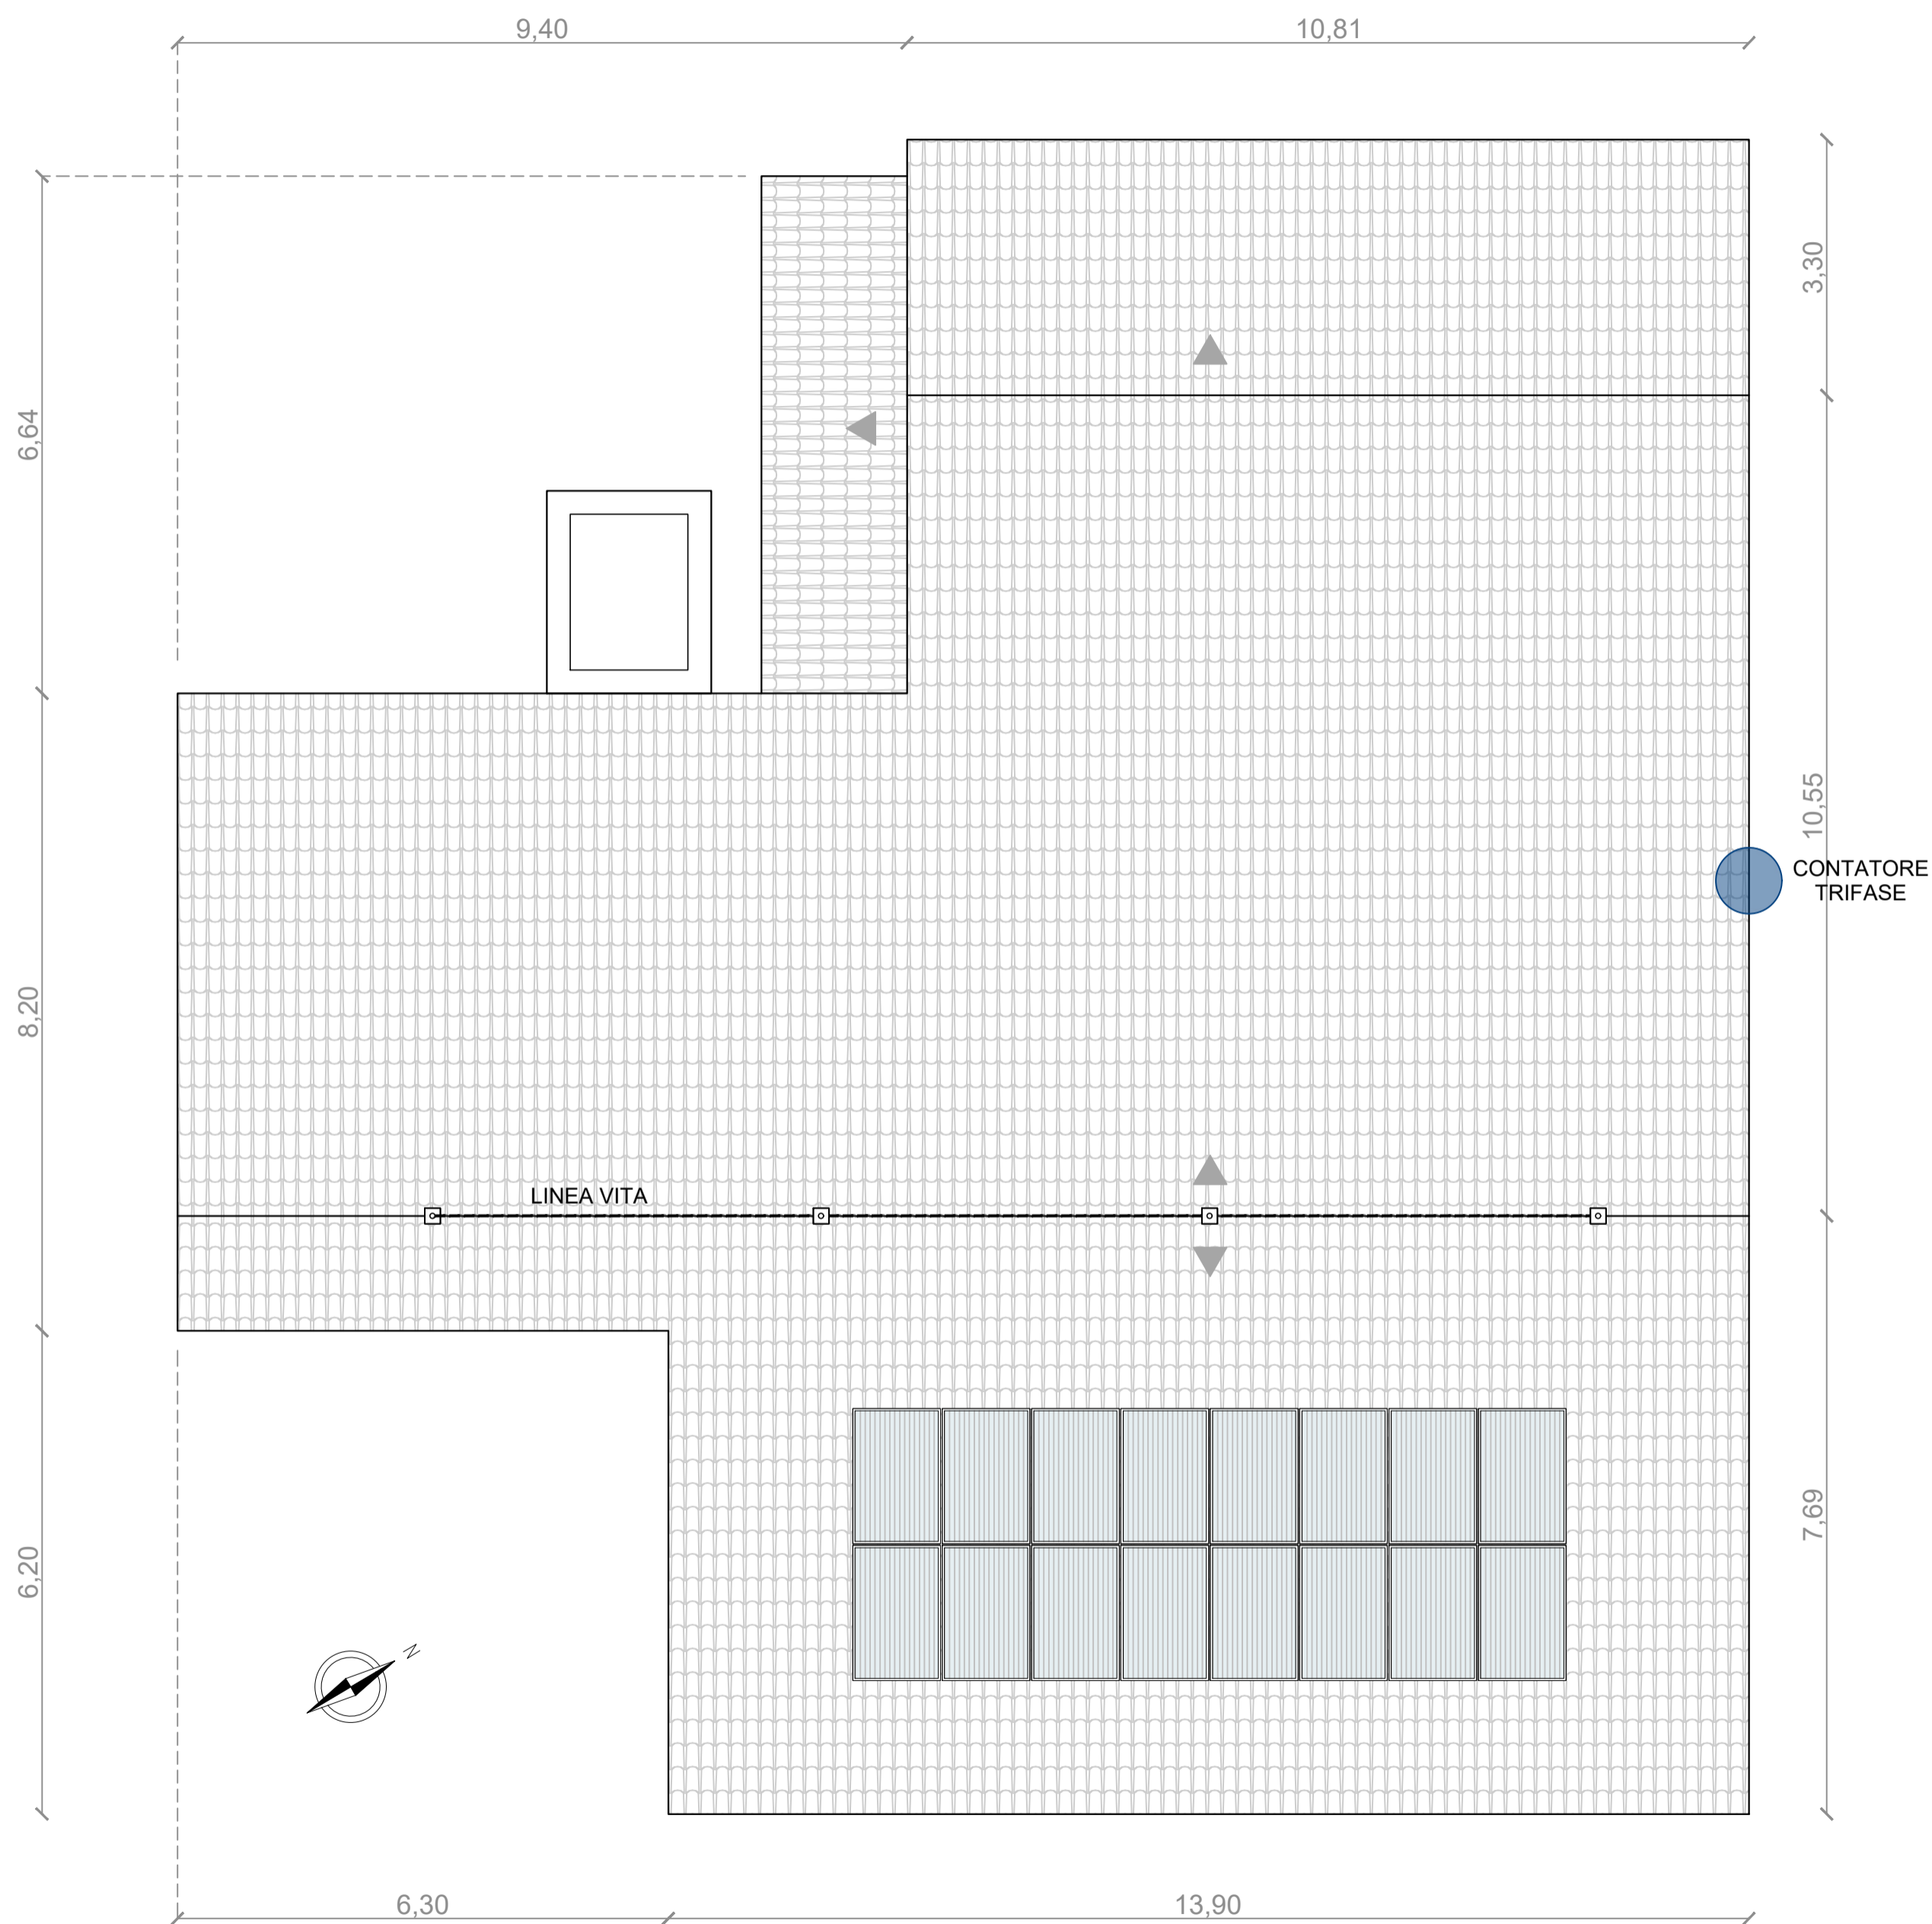 9,40
10,81
3,30
6,64
10,55
CONTATORE
TRIFASE
8,20
LINEA VITA
7,69
6,20
N
6,30
13,90